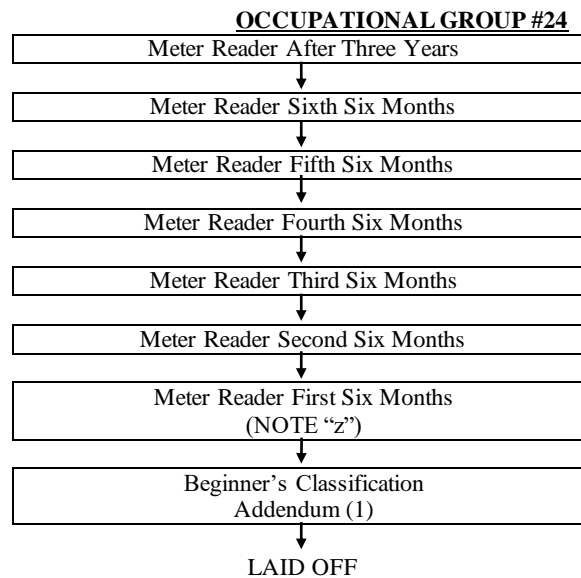 OCCUPATIONAL GROUP #24
Meter Reader After Three Years
Meter Reader Sixth Six Months
Meter Reader Fifth Six Months
Meter Reader Fourth Six Months
Meter Reader Third Six Months
Meter Reader Second Six Months
Meter Reader First Six Months
(NOTE “z”)
Beginner’s Classification
Addendum (1)
LAID OFF